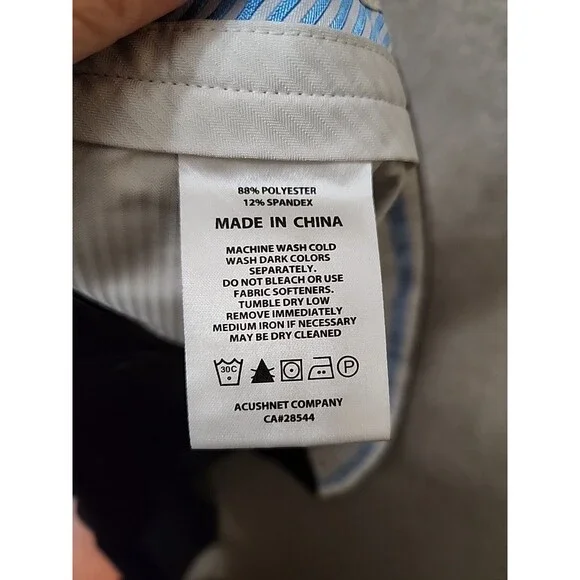 88% POLYESTER
12% SPANDEX
MADE IN CHINA
MACHINE WASH COLD
WASH DARK COLORS
SEPARATELY.
DO NOT BLEACH OR USE
FABRIC SOFTENERS.
TUMBLE DRY LOW
REMOVE IMMEDIATELY
MEDIUM IRON IF NECESSARY
MAY BE DRY CLEANED
30C P
ACUSHNET COMPANY
CA#28544